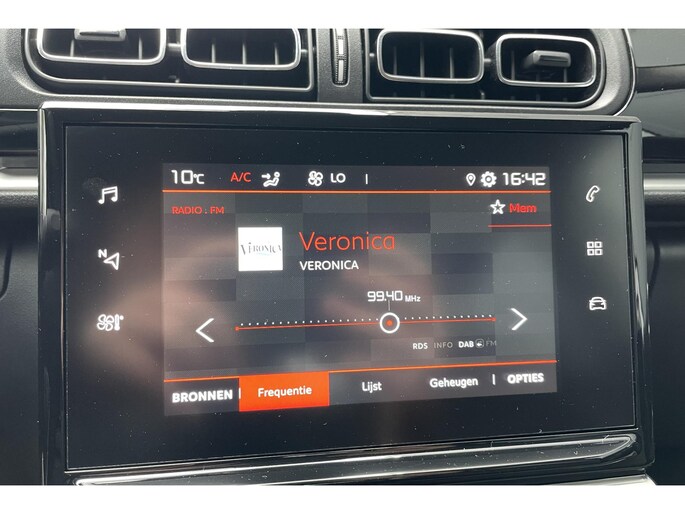 10°C A/C LO 16:42
RADIO : FM Mem
VERONICA
Veronica
VERONICA
99.40 MHz
RDS INFO DAB FM
BRONNEN Frequentie Lijst Geheugen OPTIES
N